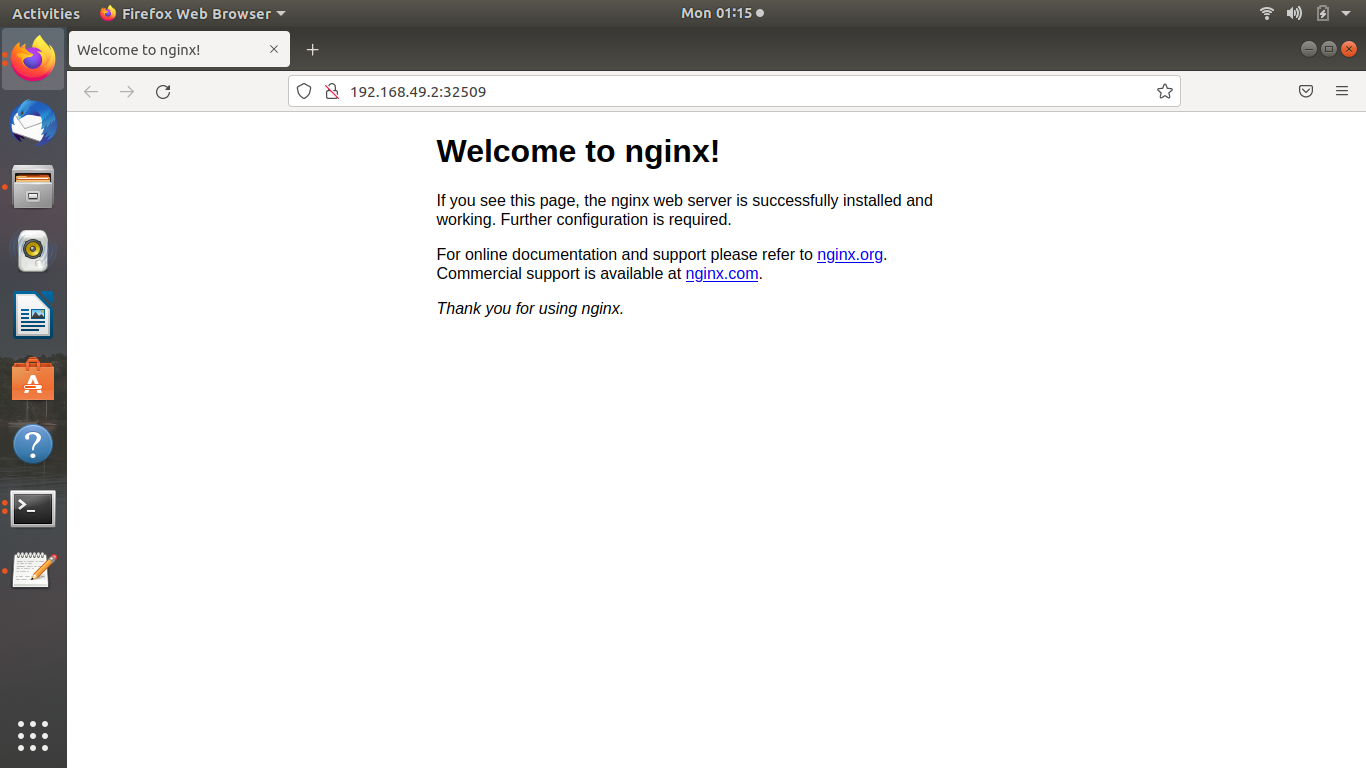 Activities
Firefox Web Browser
Mon 01:15
Welcome to nginx!
192.168.49.2:32509
Welcome to nginx!
If you see this page, the nginx web server is successfully installed and
working. Further configuration is required.
For online documentation and support please refer to nginx.org.
Commercial support is available at nginx.com.
Thank you for using nginx.